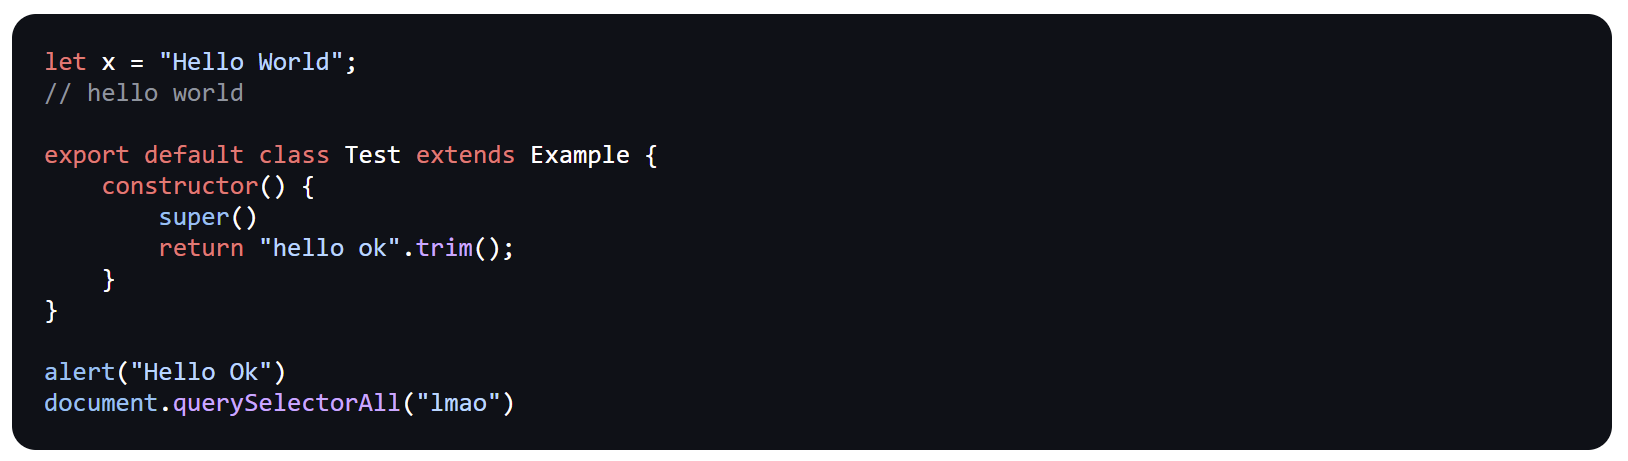 let x = "Hello World";
// hello world
export default class Test extends Example {
    constructor() {
        super()
        return "hello ok".trim();
    }
}
alert("Hello Ok")
document.querySelectorAll("lmao")